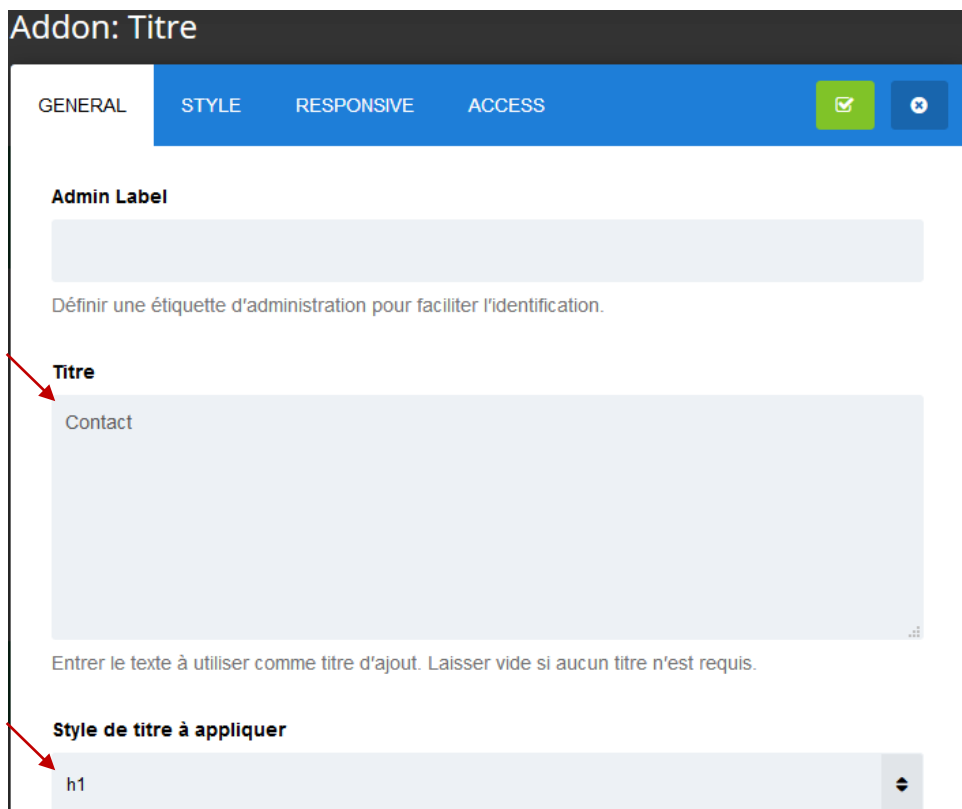 Addon: Titre
GENERAL STYLE RESPONSIVE ACCESS
Admin Label
Définir une étiquette d'administration pour faciliter l'identification.
Titre
Contact
Entrer le texte à utiliser comme titre d'ajout. Laisser vide si aucun titre n'est requis.
Style de titre à appliquer
h1